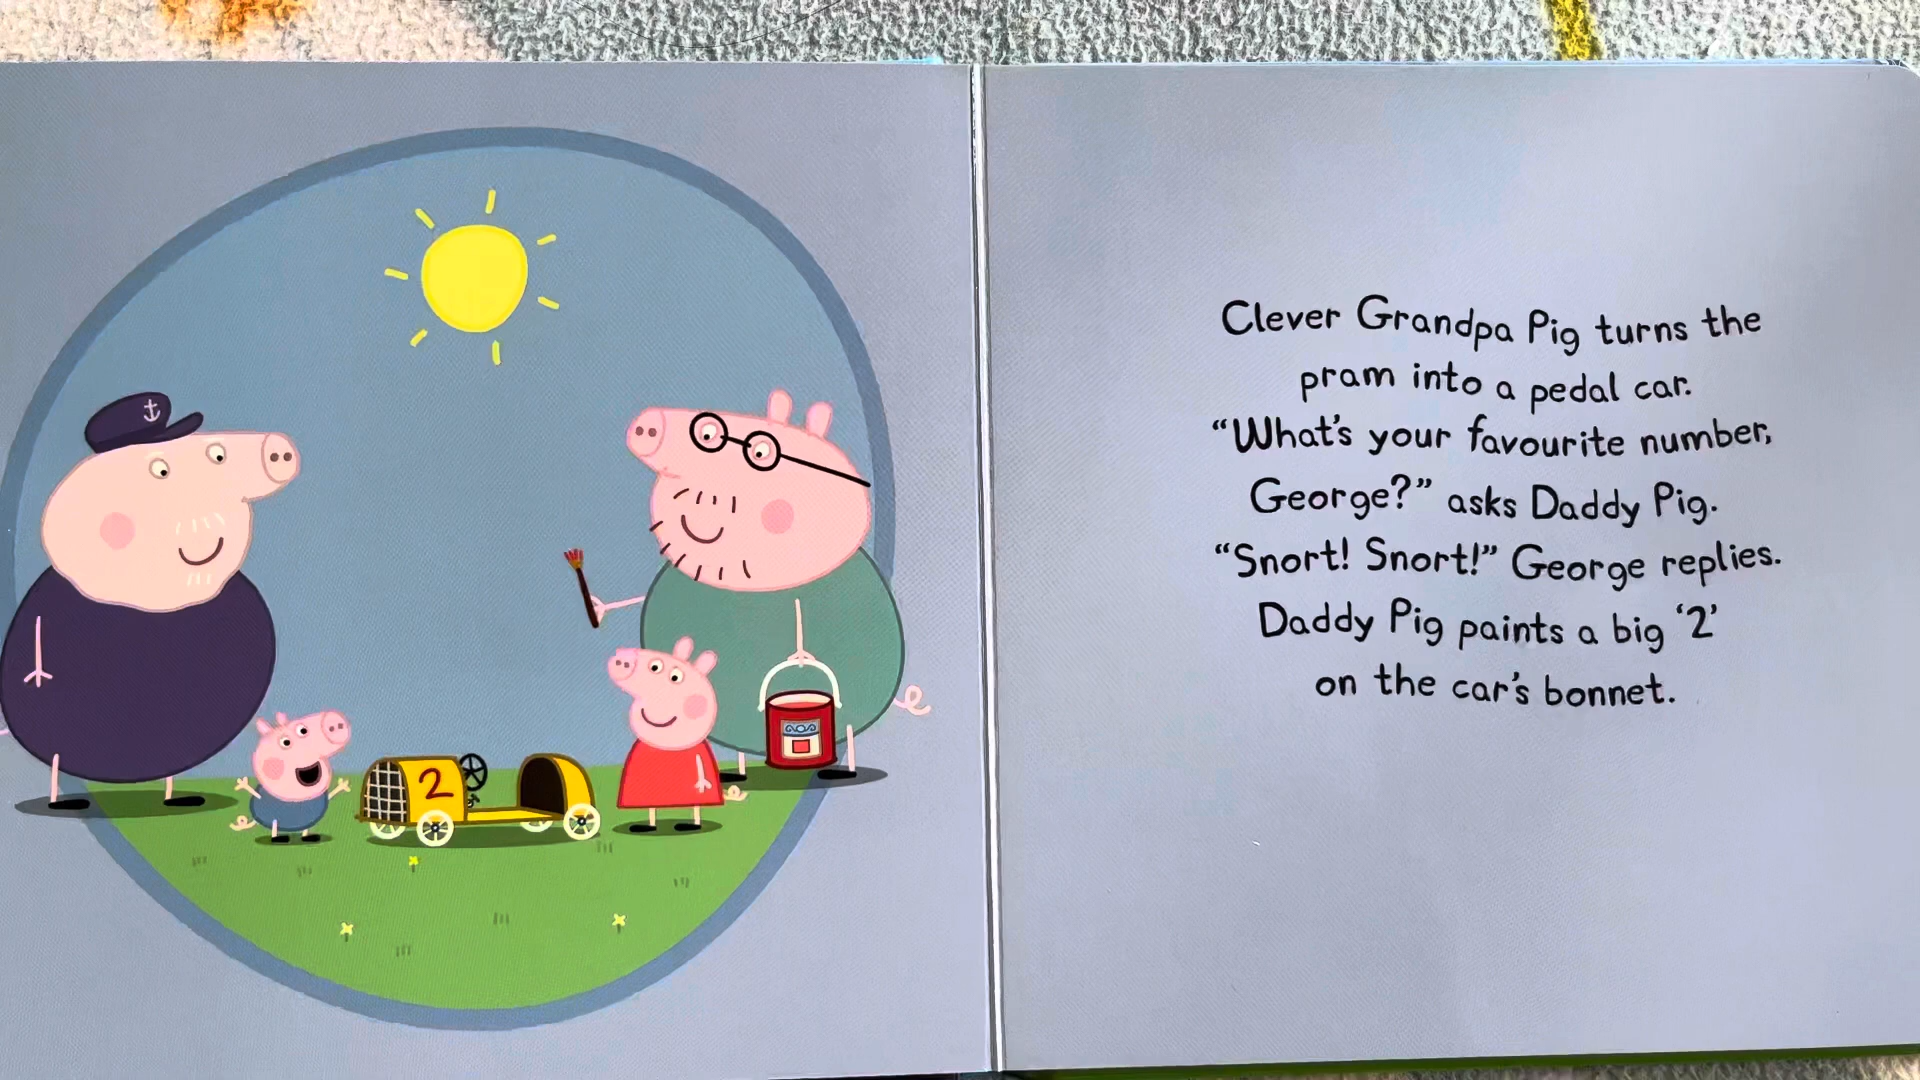 2
Clever Grandpa Pig turns the
pram into a pedal car.
“What's your favourite number,
George?” asks Daddy Pig.
“Snort! Snort!” George replies.
Daddy Pig paints a big ‘2’
on the car's bonnet.